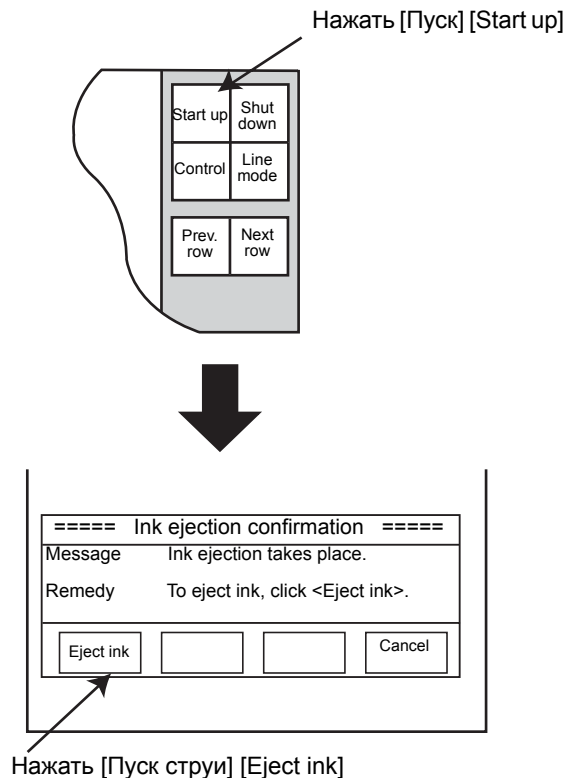 Нажать [Пуск] [Start up]
Start up
Shut
down
Control
Line
mode
Prev.
row
Next
row
===== Ink ejection confirmation =====
Message Ink ejection takes place.
Remedy To eject ink, click <Eject ink>.
Eject ink
Cancel
Нажать [Пуск струи] [Eject ink]